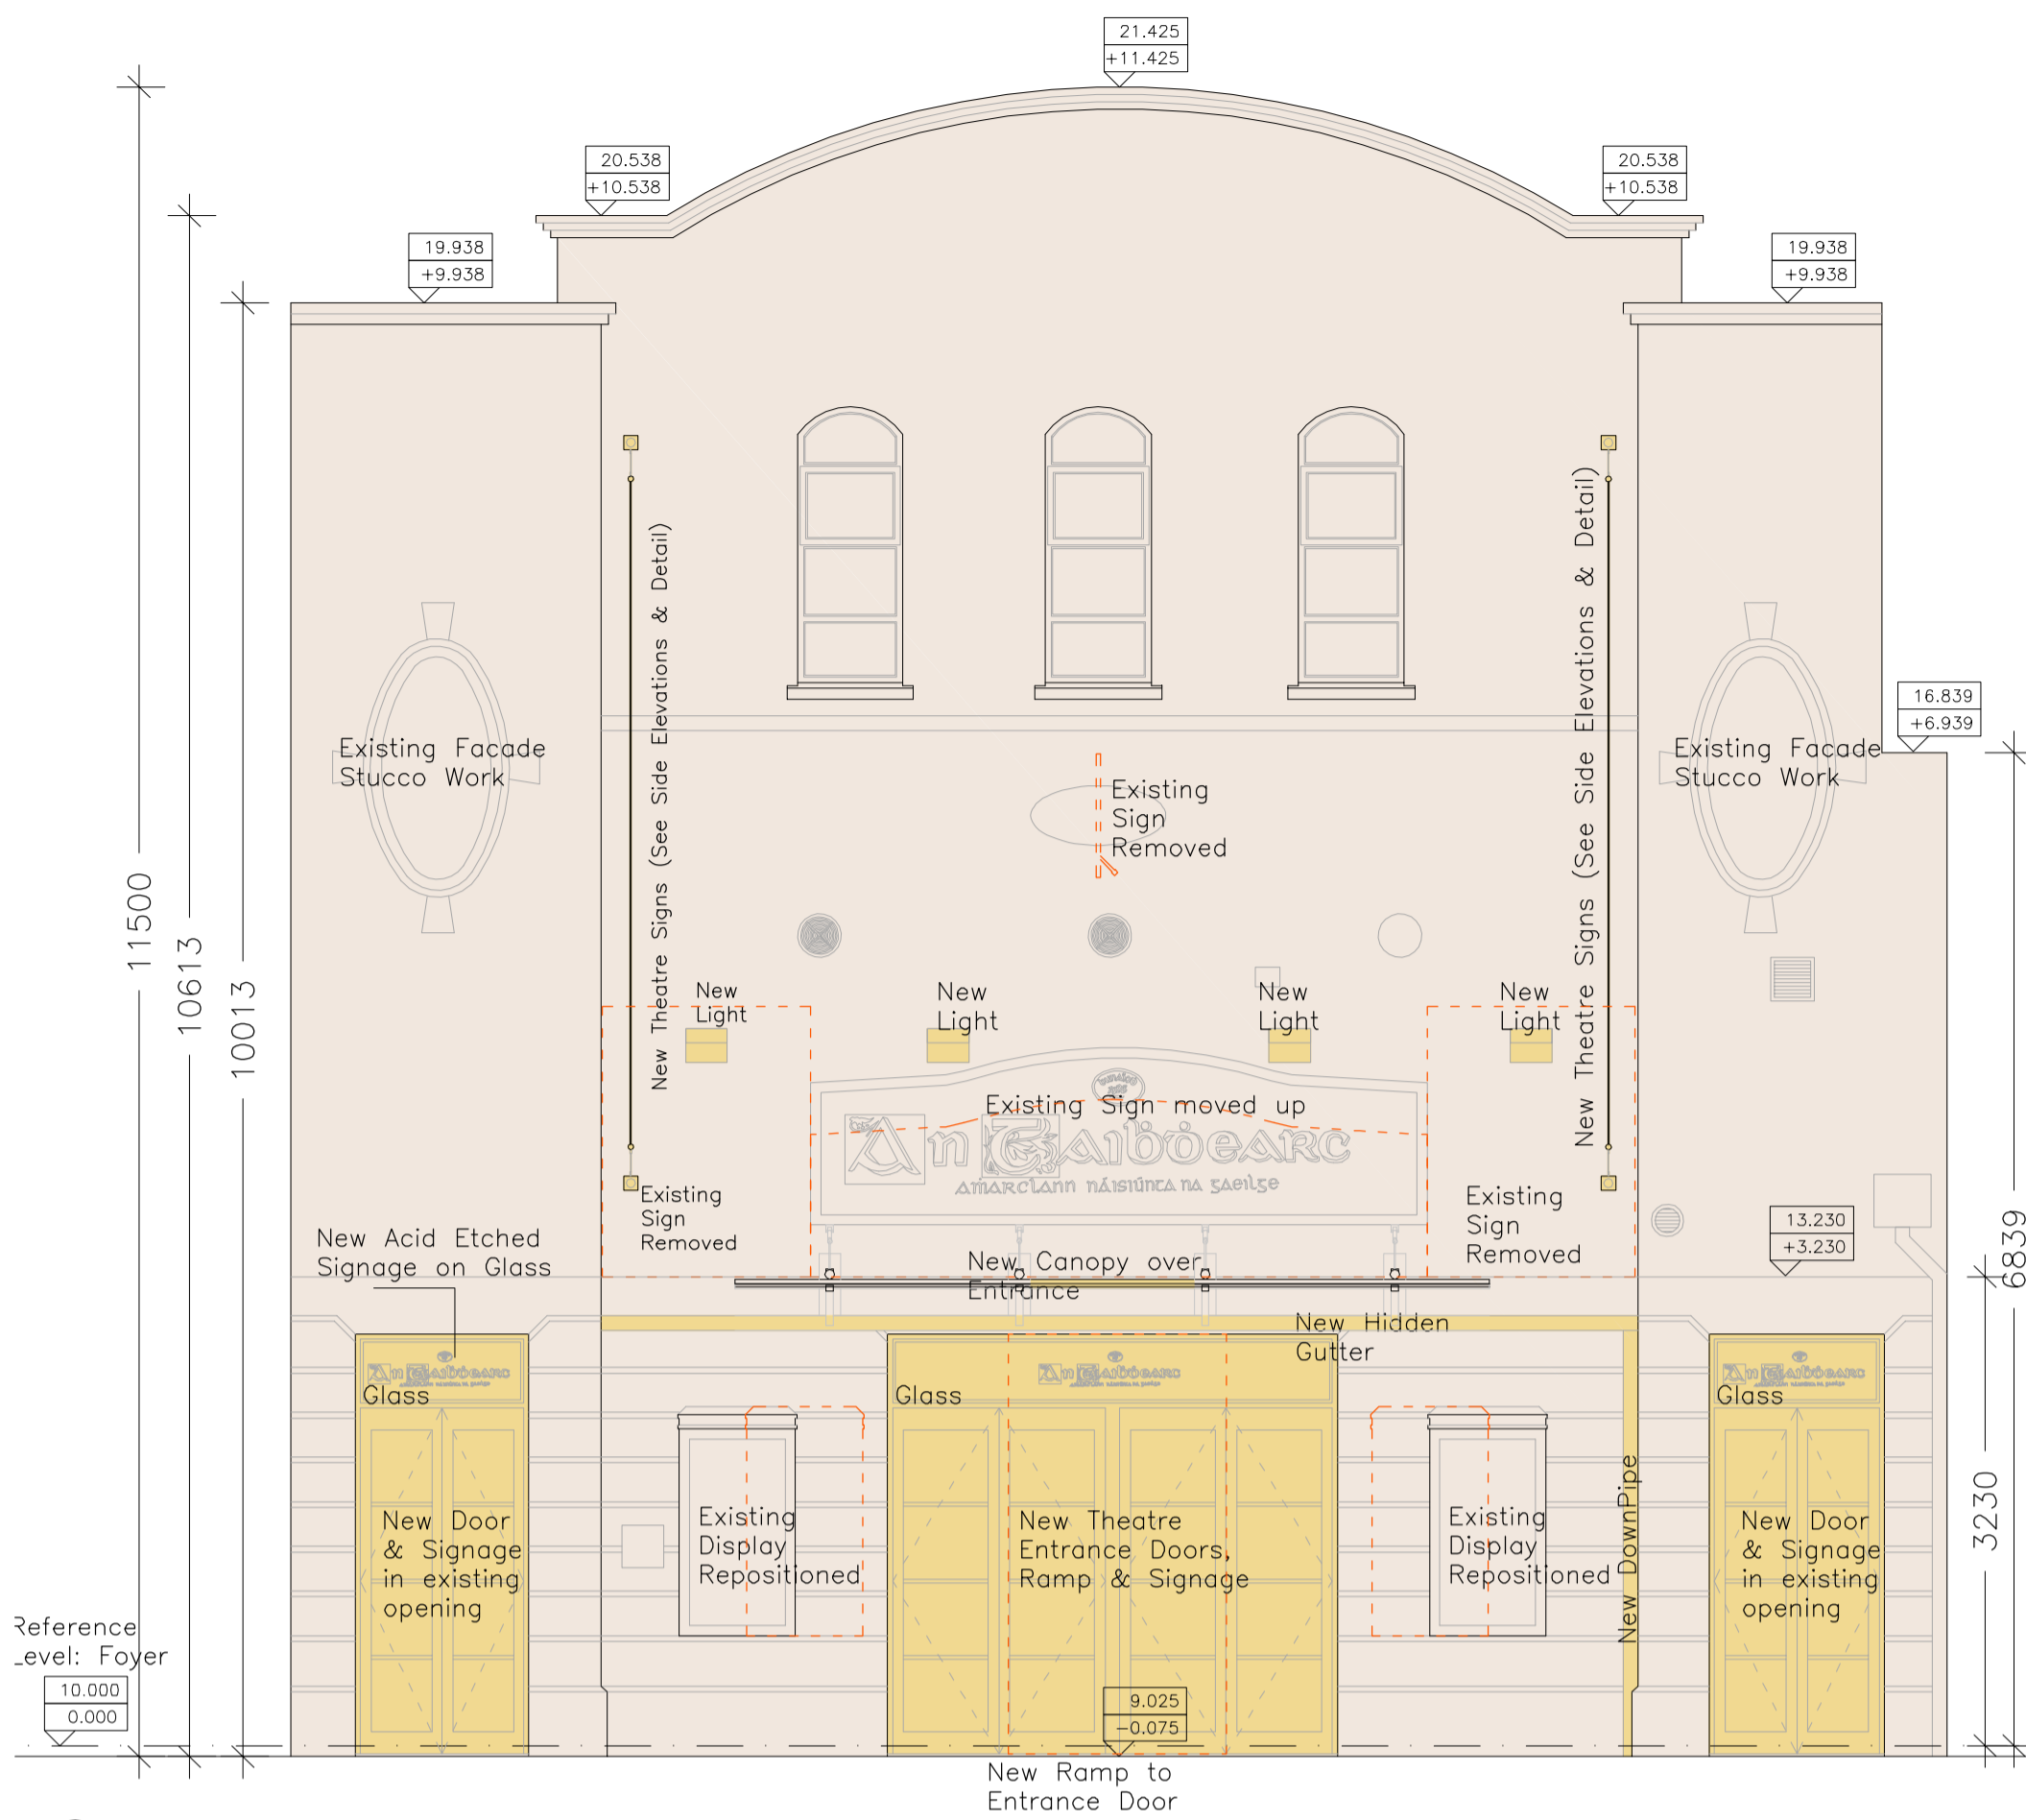 21.425
+11.425
20.538
+10.538
20.538
+10.538
19.938
+9.938
19.938
+9.938
11500
10613
10013
New Theatre Signs (See Side Elevations & Detail)
New Theatre Signs (See Side Elevations & Detail)
16.839
+6.939
Existing Facade
Stucco Work
Existing Facade
Stucco Work
Existing
Sign
Removed
New
Light
New
Light
New
Light
New
Light
Existing Sign moved up
An Taibḋḋearc
amarclann náisiúnta na gaeilge
Existing
Sign
Removed
Existing
Sign
Removed
13.230
+3.230
6839
New Acid Etched
Signage on Glass
New Canopy over
Entrance
New Hidden
Gutter
Glass
Glass
Glass
New Door
& Signage
in existing
opening
Existing
Display
Repositioned
New Theatre
Entrance Doors,
Ramp & Signage
Existing
Display
Repositioned
New DownPipe
New Door
& Signage
in existing
opening
3230
Reference
Level: Foyer
10.000
0.000
9.025
-0.075
New Ramp to
Entrance Door